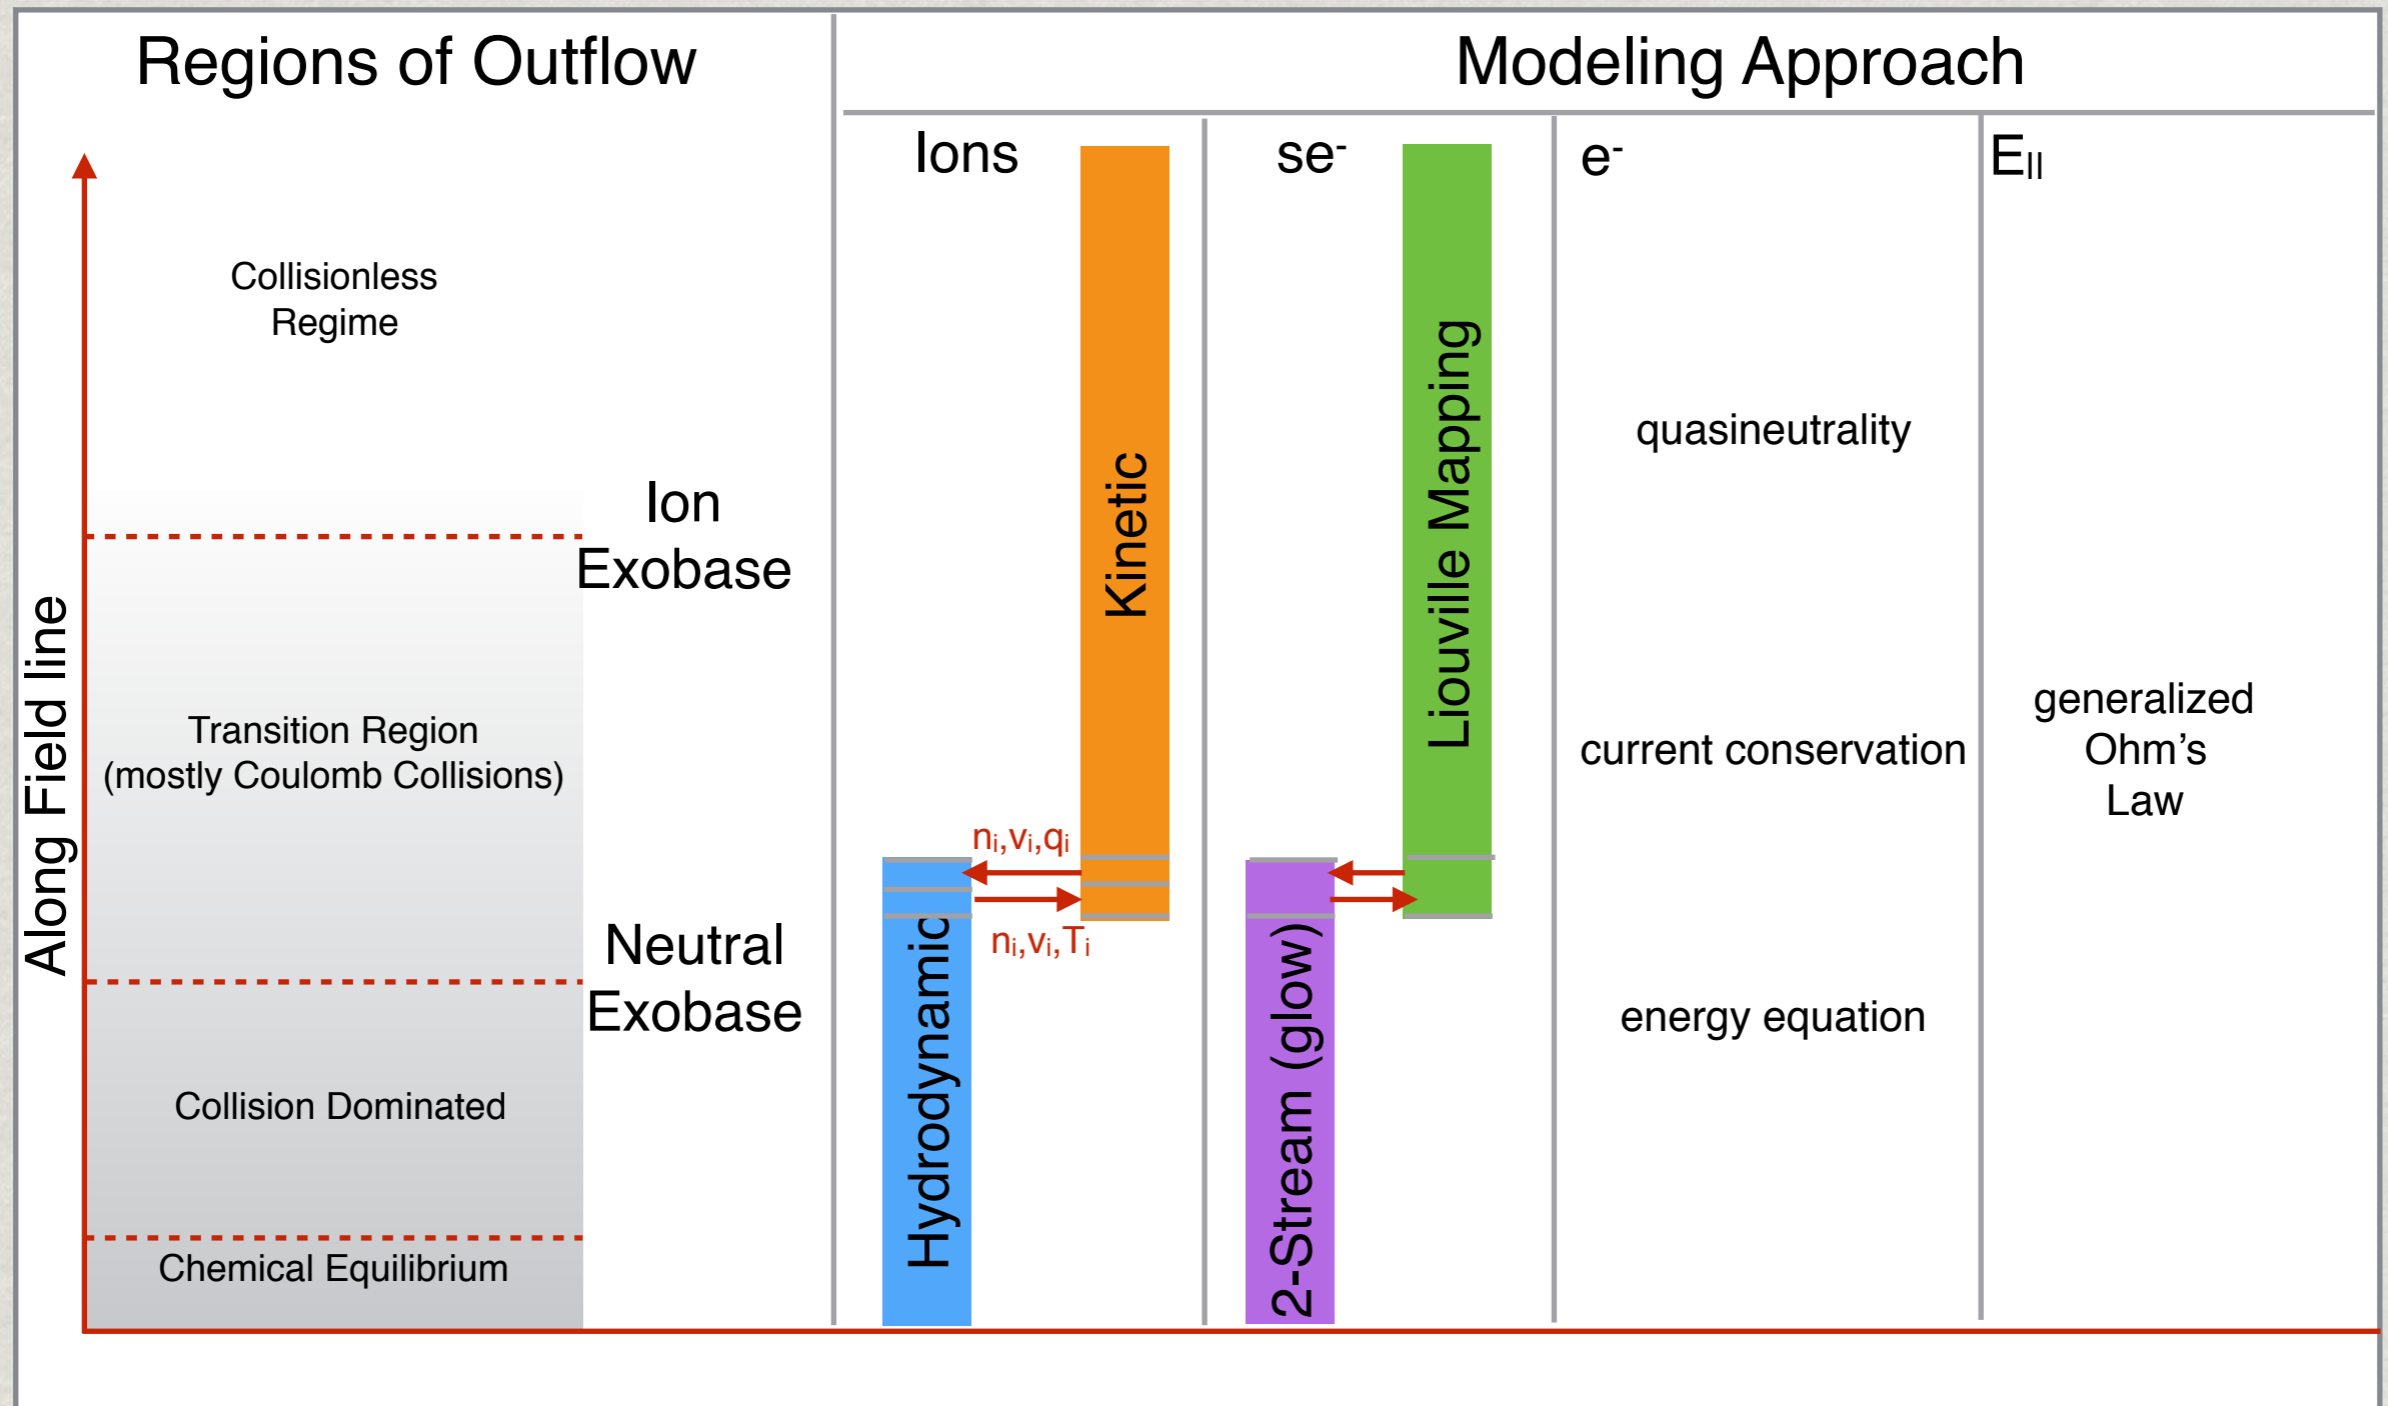 Regions of Outflow
Modeling Approach
Along Field line
Collisionless
Regime
Ion
Exobase
Transition Region
(mostly Coulomb Collisions)
Neutral
Exobase
Collision Dominated
Chemical Equilibrium
Ions
Kinetic
nᵢ,vᵢ,qᵢ
nᵢ,vᵢ,Tᵢ
Hydrodynamic
se⁻
Liouville Mapping
2-Stream (glow)
e⁻
quasineutrality
current conservation
energy equation
E||
generalized
Ohm’s
Law